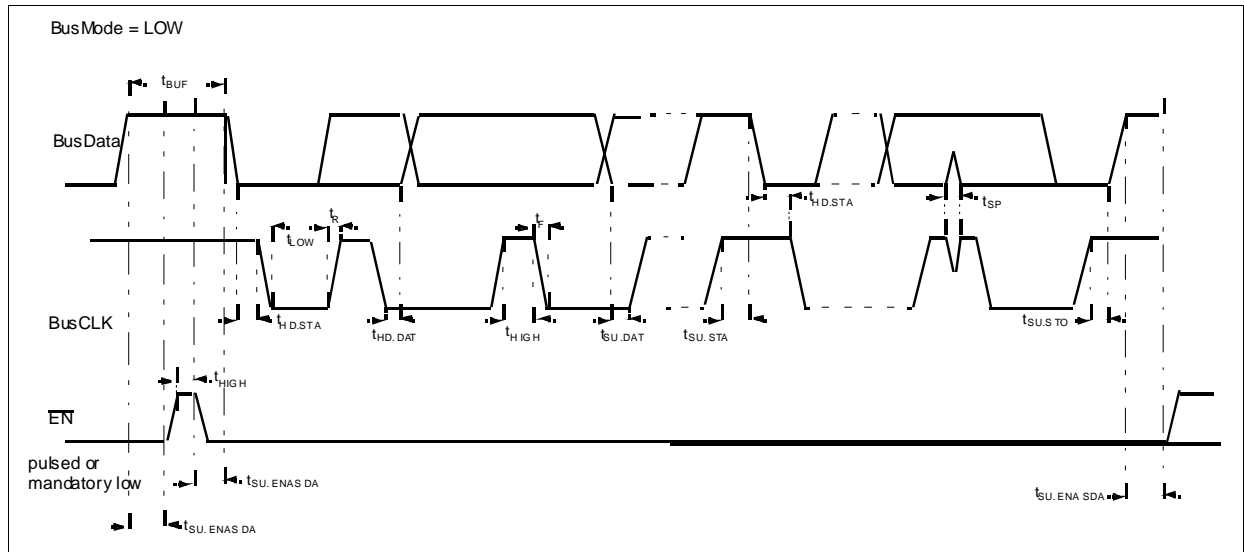 BusMode = LOW
tBUF
BusData
tHD.STA
tSP
tR
tF
tLOW
BusCLK
tHD.STA
tHD. DAT
tHIGH
tSU.DAT
tSU. STA
tSU.STO
tHIGH
EN
pulsed or
mandatory low
tSU. ENASDA
tSU. ENASDA
tSU. ENASDA